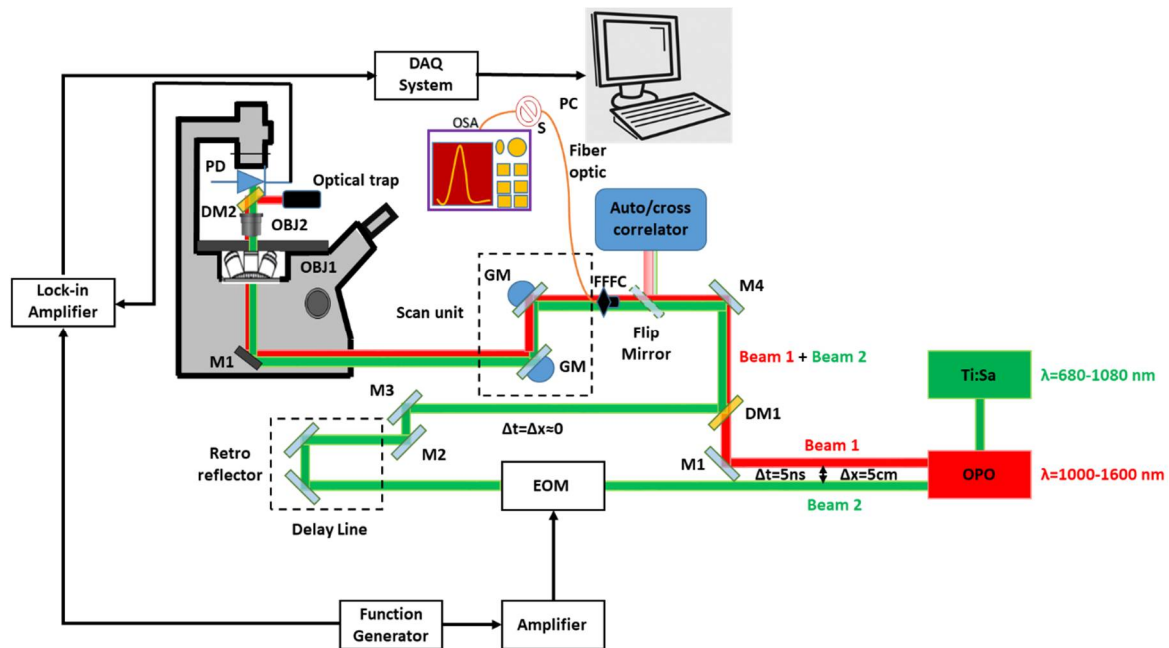 DAQ
System
PC
OSA
S
Fiber
optic
PD
Optical trap
DM2
OBJ2
OBJ1
Auto/cross
correlator
Lock-in
Amplifier
GM
FFFC
M4
Scan unit
Flip
Mirror
M1
GM
Beam 1 + Beam 2
Ti:Sa
λ=680-1080 nm
M3
DM1
Δt=Δx≈0
Retro
reflector
M2
M1
Beam 1
Δt=5ns
Δx=5cm
OPO
λ=1000-1600 nm
EOM
Beam 2
Delay Line
Function
Generator
Amplifier